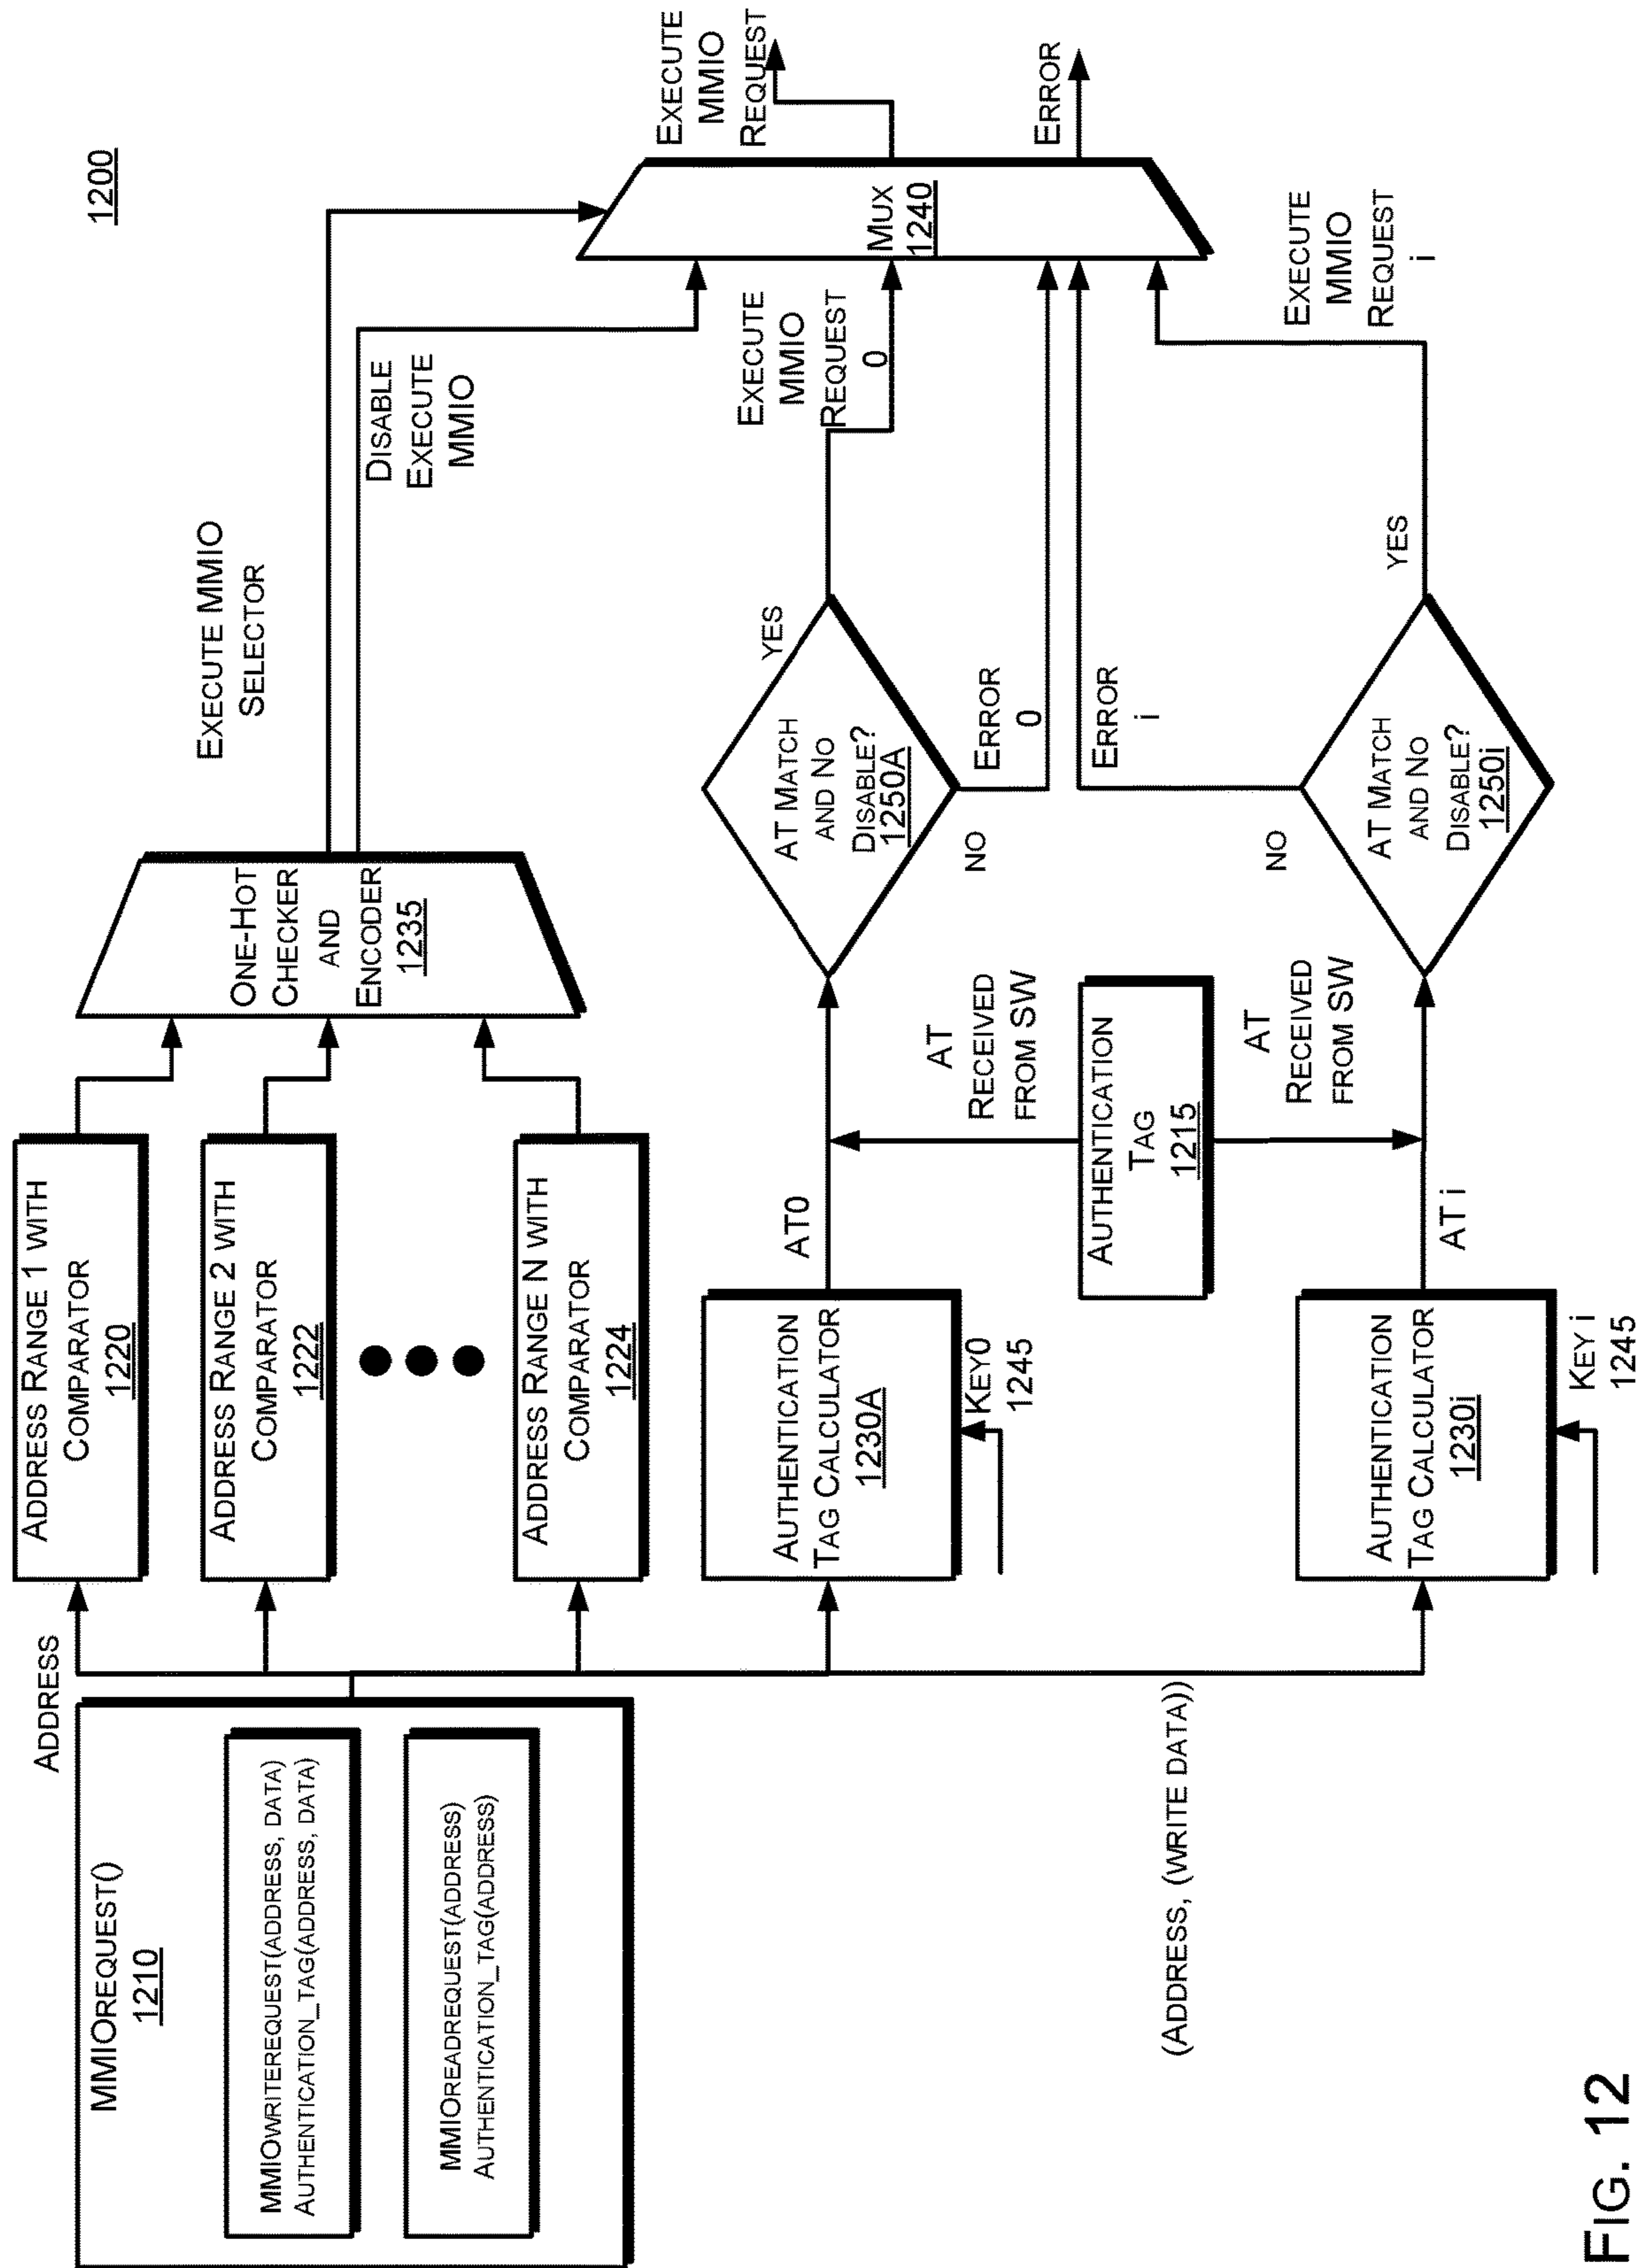 1200
MMIOREQUEST()
1210
MMIOWRITEREQUEST(ADDRESS, DATA)
AUTHENTICATION_TAG(ADDRESS, DATA)
MMIOREADREQUEST(ADDRESS)
AUTHENTICATION_TAG(ADDRESS)
ADDRESS
(ADDRESS, (WRITE DATA))
ADDRESS RANGE 1 WITH
COMPARATOR
1220
ADDRESS RANGE 2 WITH
COMPARATOR
1222
ADDRESS RANGE N WITH
COMPARATOR
1224
AUTHENTICATION
TAG CALCULATOR
1230A
KEY0
1245
AUTHENTICATION
TAG CALCULATOR
1230i
KEY i
1245
AT0
AT i
AUTHENTICATION
TAG
1215
AT
RECEIVED
FROM SW
AT
RECEIVED
FROM SW
ONE-HOT
CHECKER
AND
ENCODER
1235
EXECUTE MMIO
SELECTOR
DISABLE
EXECUTE
MMIO
AT MATCH
AND NO
DISABLE?
1250A
YES
NO
ERROR
0
AT MATCH
AND NO
DISABLE?
1250i
YES
NO
ERROR
i
EXECUTE
MMIO
REQUEST
0
EXECUTE
MMIO
REQUEST
i
MUX
1240
EXECUTE
MMIO
REQUEST
ERROR
FIG. 12